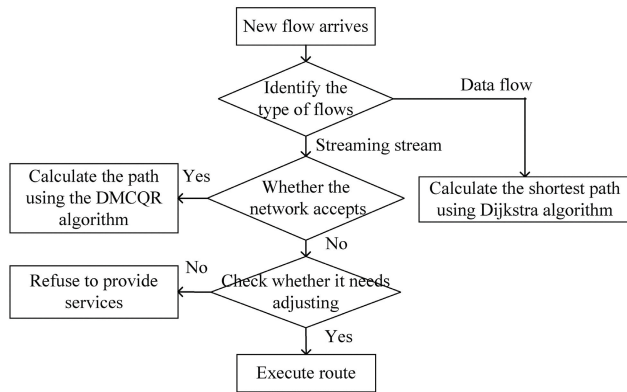 New flow arrives
Identify the
type of flows
Data flow
Streaming stream
Calculate the path
using the DMCQR
algorithm
Yes
Whether the
network accepts
Calculate the shortest path
using Dijkstra algorithm
No
Refuse to provide
services
No
Check whether it needs
adjusting
Yes
Execute route